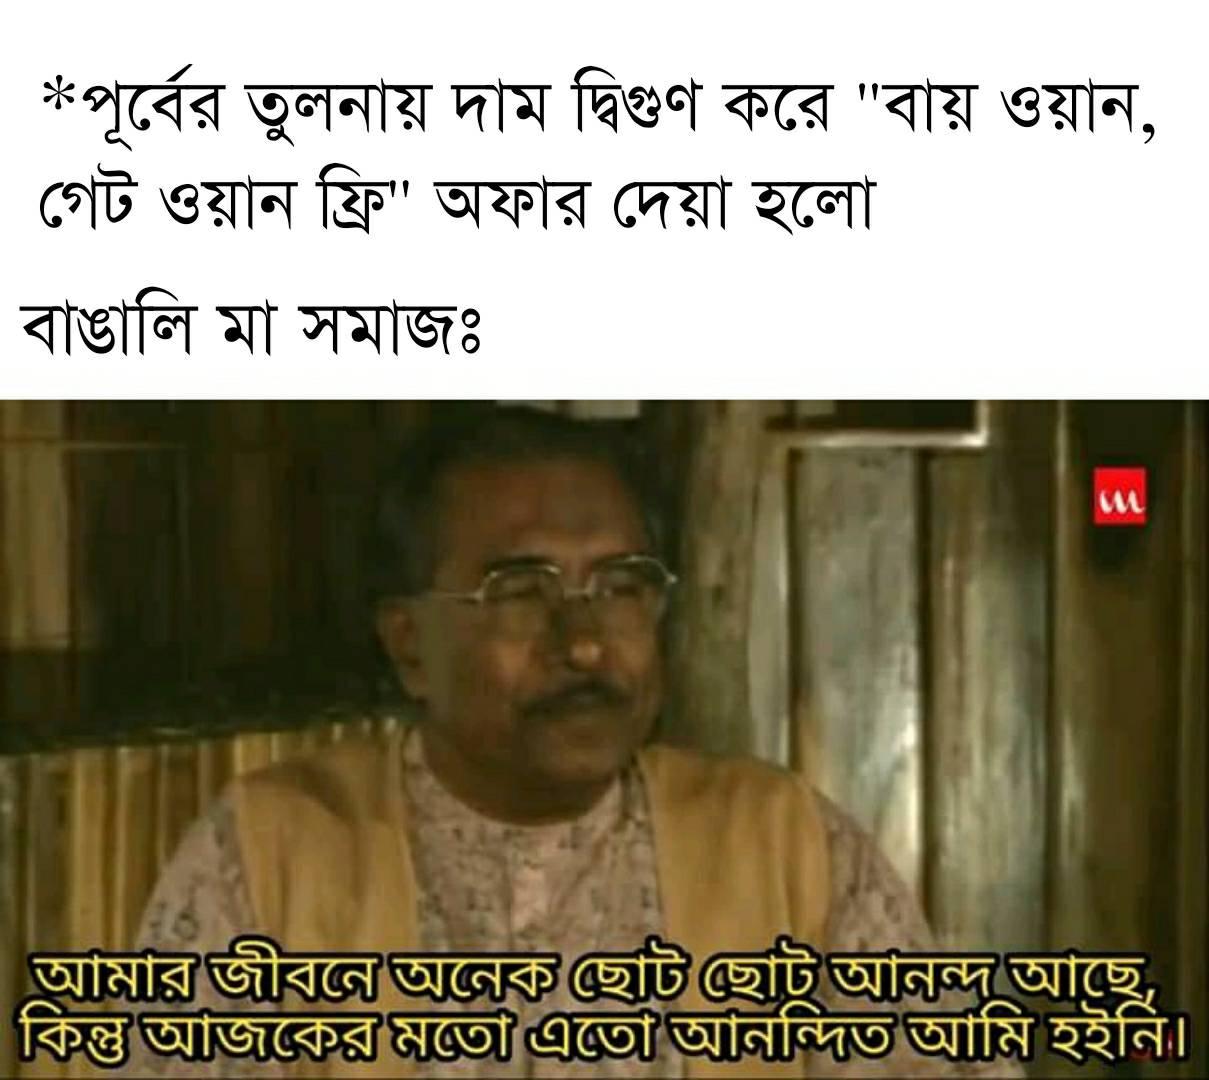 *পূর্বের তুলনায় দাম দ্বিগুণ করে "বায় ওয়ান,
গেট ওয়ান ফ্রি" অফার দেয়া হলো
বাঙালি মা সমাজঃ
আমার জীবনে অনেক ছোট ছোট আনন্দ আছে,
কিন্তু আজকের মতো এতো আনন্দিত আমি হইনি।